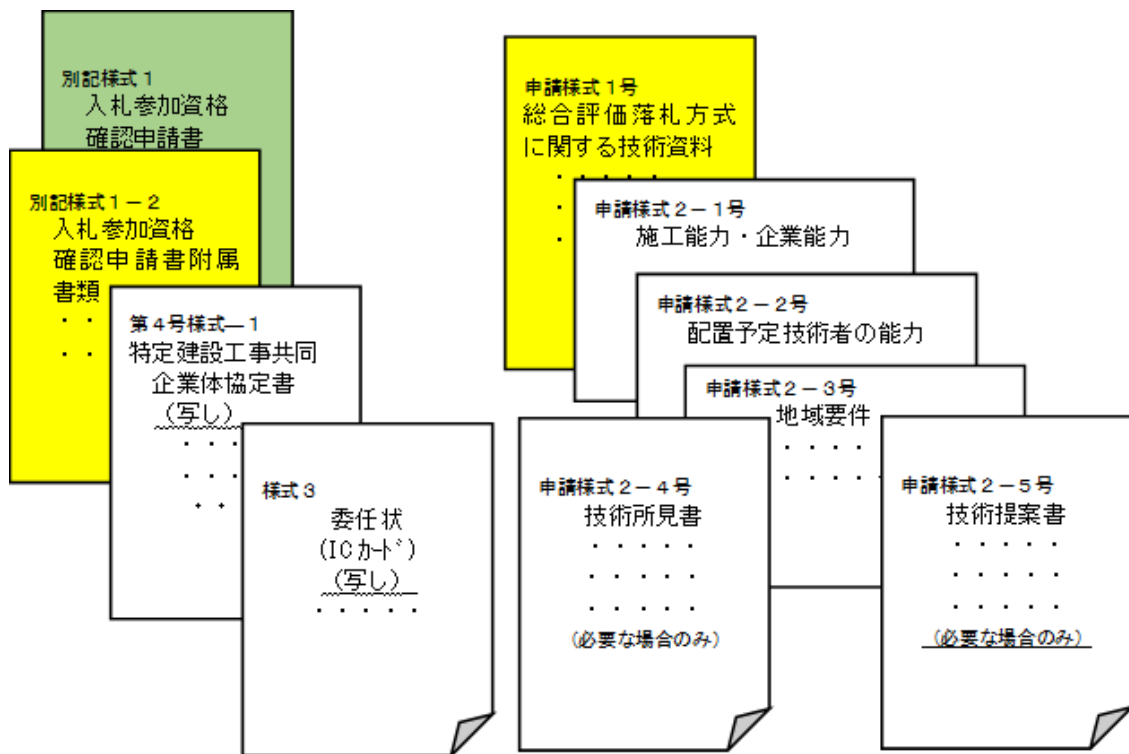 別記様式1
入札参加資格
確認申請書
別記様式1-2
入札参加資格
確認申請書附属
書類
・・
・・
第4号様式―1
特定建設工事共同
企業体協定書
(写し)
・・・
・・・
・・
様式3
委任状
(ICカード)
(写し)
・・・・・
申請様式1号
総合評価落札方式
に関する技術資料
・・・・・
・
・
申請様式2-1号
施工能力・企業能力
申請様式2-2号
配置予定技術者の能力
申請様式2-3号
地域要件
・・・・
・・・・・
申請様式2-4号
技術所見書
・・・・・
・・・・・
・・・・・
(必要な場合のみ)
申請様式2-5号
技術提案書
・・・・・
・・・・・
・・・・・
(必要な場合のみ)